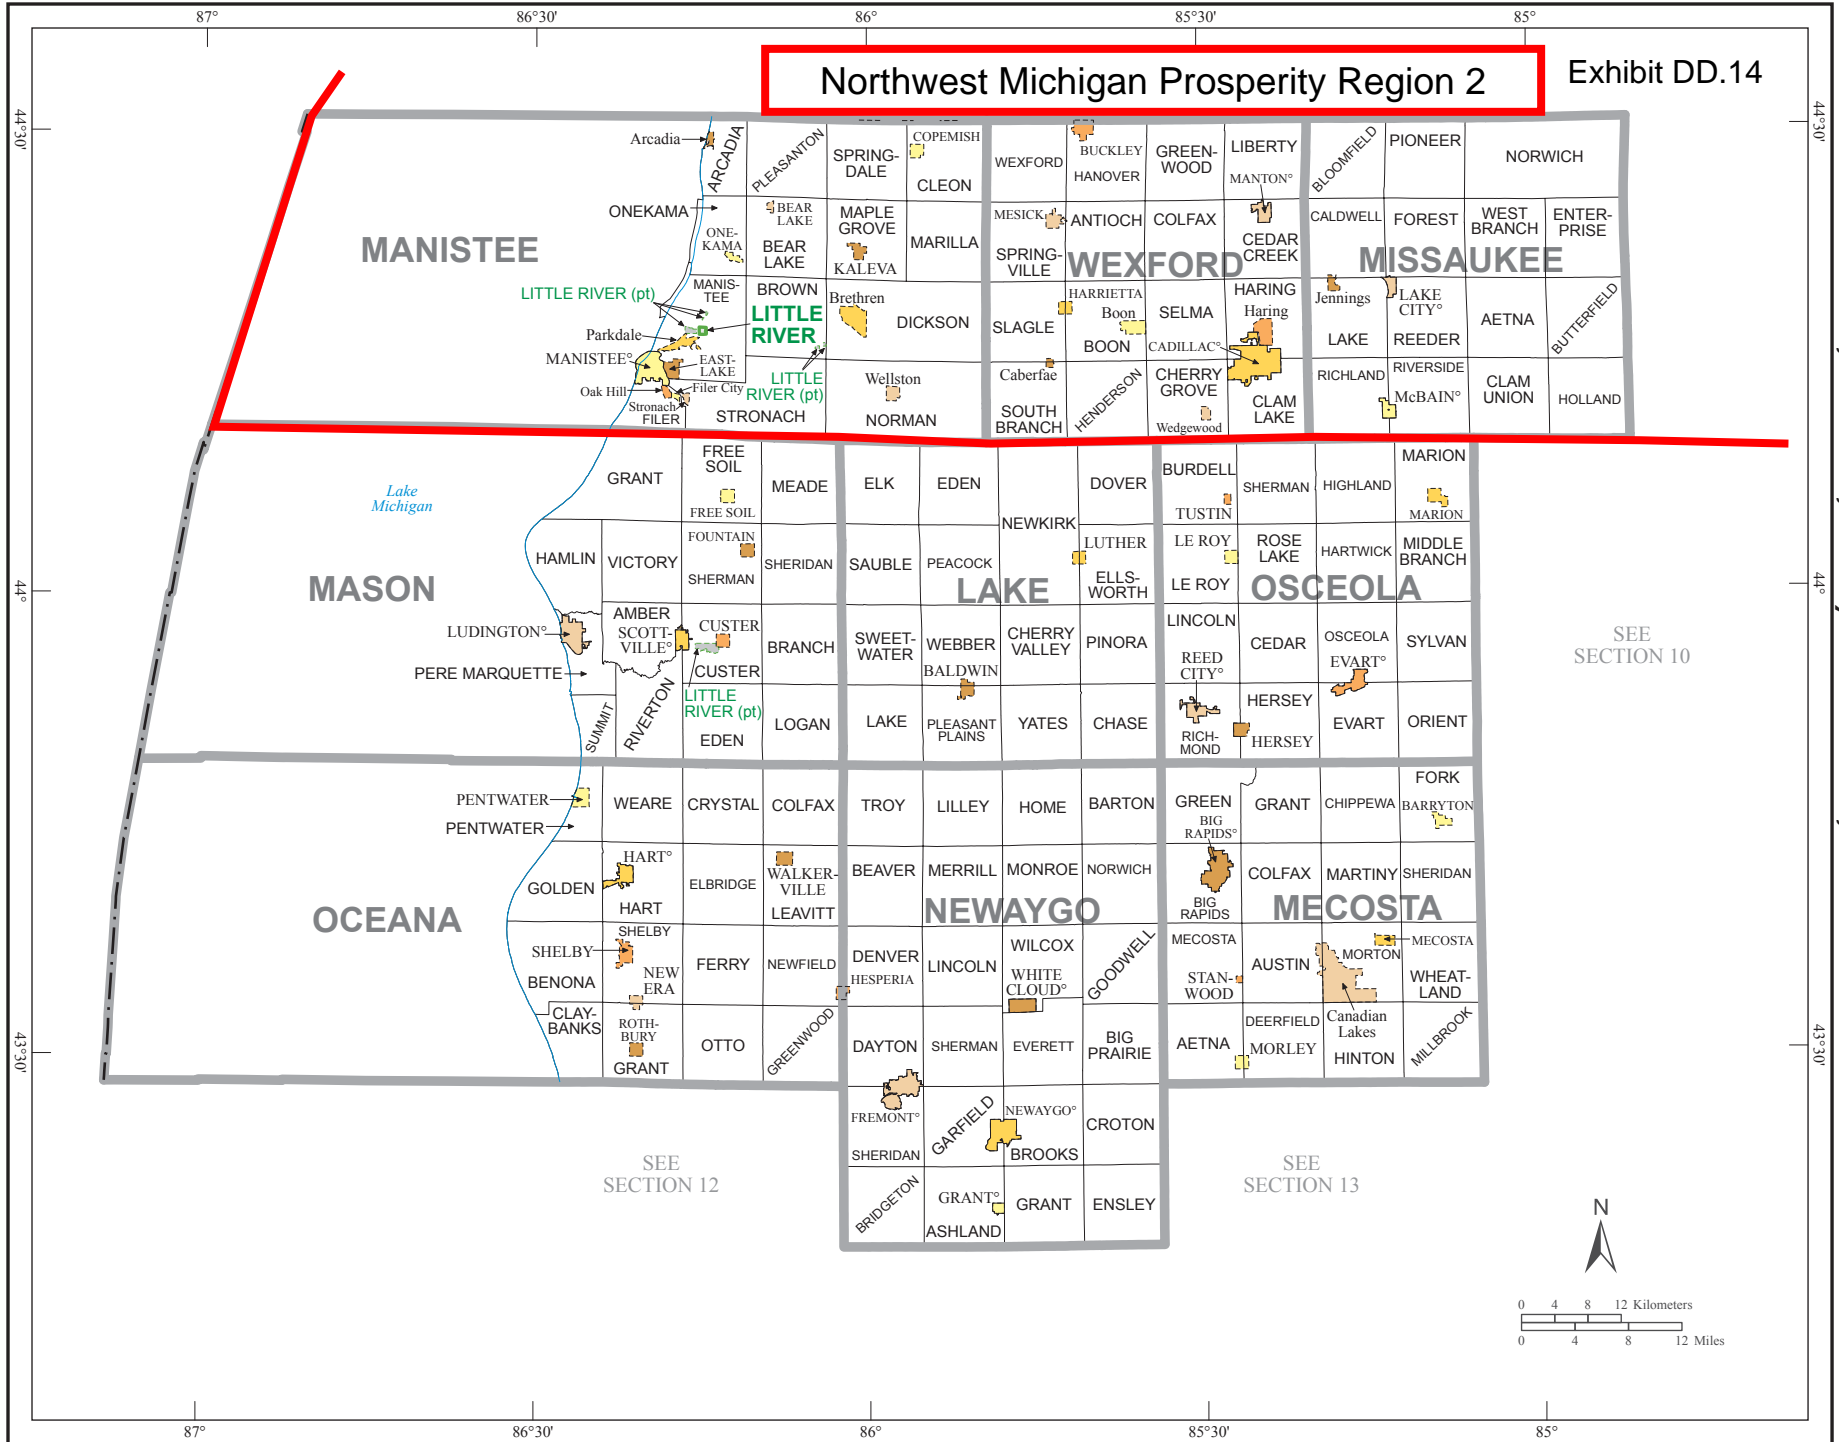 87°
86°30'
86°
85°30'
85°
Northwest Michigan Prosperity Region 2
Exhibit DD.14
44°30'
44°30'
Arcadia
ARCADIA
PLEASANTON
SPRING-
DALE
COPEMISH
CLEON
WEXFORD
BUCKLEY
HANOVER
GREEN-
WOOD
LIBERTY
MANTON°
BLOOMFIELD
PIONEER
NORWICH
MANISTEE
ONEKAMA
ONE-
KAMA
BEAR
LAKE
BEAR
LAKE
MAPLE
GROVE
KALEVA
MARILLA
MESICK
SPRING-
VILLE
ANTIOCH
COLFAX
CEDAR
CREEK
WEXFORD
CALDWELL
FOREST
WEST
BRANCH
ENTER-
PRISE
MISSAUKEE
LITTLE RIVER (pt)
MANIS-
TEE
BROWN
LITTLE
RIVER
Brethren
DICKSON
SLAGLE
HARRIETTA
Boon
BOON
SELMA
HARING
Haring
CADILLAC°
Jennings
LAKE
CITY°
LAKE
REEDER
AETNA
BUTTERFIELD
Parkdale
MANISTEE°
EAST-
LAKE
Oak Hill
Filer City
Stronach
FILER
STRONACH
LITTLE
RIVER (pt)
Wellston
NORMAN
Caberfae
SOUTH
BRANCH
HENDERSON
CHERRY
GROVE
Wedgewood
CLAM
LAKE
RICHLAND
RIVERSIDE
McBAIN°
CLAM
UNION
HOLLAND
Lake
Michigan
GRANT
FREE
SOIL
FREE SOIL
MEADE
ELK
EDEN
NEWKIRK
DOVER
BURDELL
TUSTIN
SHERMAN
HIGHLAND
MARION
MARION
HAMLIN
VICTORY
FOUNTAIN
SHERMAN
SHERIDAN
SAUBLE
PEACOCK
LUTHER
ELLS-
WORTH
LE ROY
LE ROY
ROSE
LAKE
HARTWICK
MIDDLE
BRANCH
44°
MASON
LAKE
OSCEOLA
44°
LUDINGTON°
AMBER
SCOTT-
VILLE°
CUSTER
CUSTER
BRANCH
SWEET-
WATER
WEBBER
BALDWIN
CHERRY
VALLEY
PINORA
LINCOLN
REED
CITY°
CEDAR
OSCEOLA
EVART°
SYLVAN
SEE
SECTION 10
PERE MARQUETTE
SUMMIT
RIVERTON
LITTLE
RIVER (pt)
EDEN
LOGAN
LAKE
PLEASANT
PLAINS
YATES
CHASE
RICH-
MOND
HERSEY
HERSEY
EVART
ORIENT
PENTWATER
PENTWATER
WEARE
CRYSTAL
COLFAX
TROY
LILLEY
HOME
BARTON
GREEN
BIG
RAPIDS°
GRANT
CHIPPEWA
FORK
BARRYTON
GOLDEN
HART°
HART
ELBRIDGE
WALKER-
VILLE
LEAVITT
BEAVER
MERRILL
MONROE
NORWICH
BIG
RAPIDS
COLFAX
MARTINY
SHERIDAN
OCEANA
NEWAYGO
MECOSTA
SHELBY
SHELBY
BENONA
NEW
ERA
FERRY
NEWFIELD
DENVER
HESPERIA
LINCOLN
WILCOX
WHITE
CLOUD°
GOODWELL
MECOSTA
STAN-
WOOD
AUSTIN
MORTON
MECOSTA
WHEAT-
LAND
CLAY-
BANKS
ROTH-
BURY
GRANT
OTTO
GREENWOOD
DAYTON
SHERMAN
EVERETT
BIG
PRAIRIE
AETNA
DEERFIELD
MORLEY
Canadian
Lakes
HINTON
MILLBROOK
43°30'
43°30'
FREMONT°
SHERIDAN
GARFIELD
NEWAYGO°
BROOKS
CROTON
SEE
SECTION 12
SEE
SECTION 13
BRIDGETON
GRANT°
ASHLAND
GRANT
ENSLEY
N
0 4 8 12 Kilometers
0 4 8 12 Miles
87°
86°30'
86°
85°30'
85°